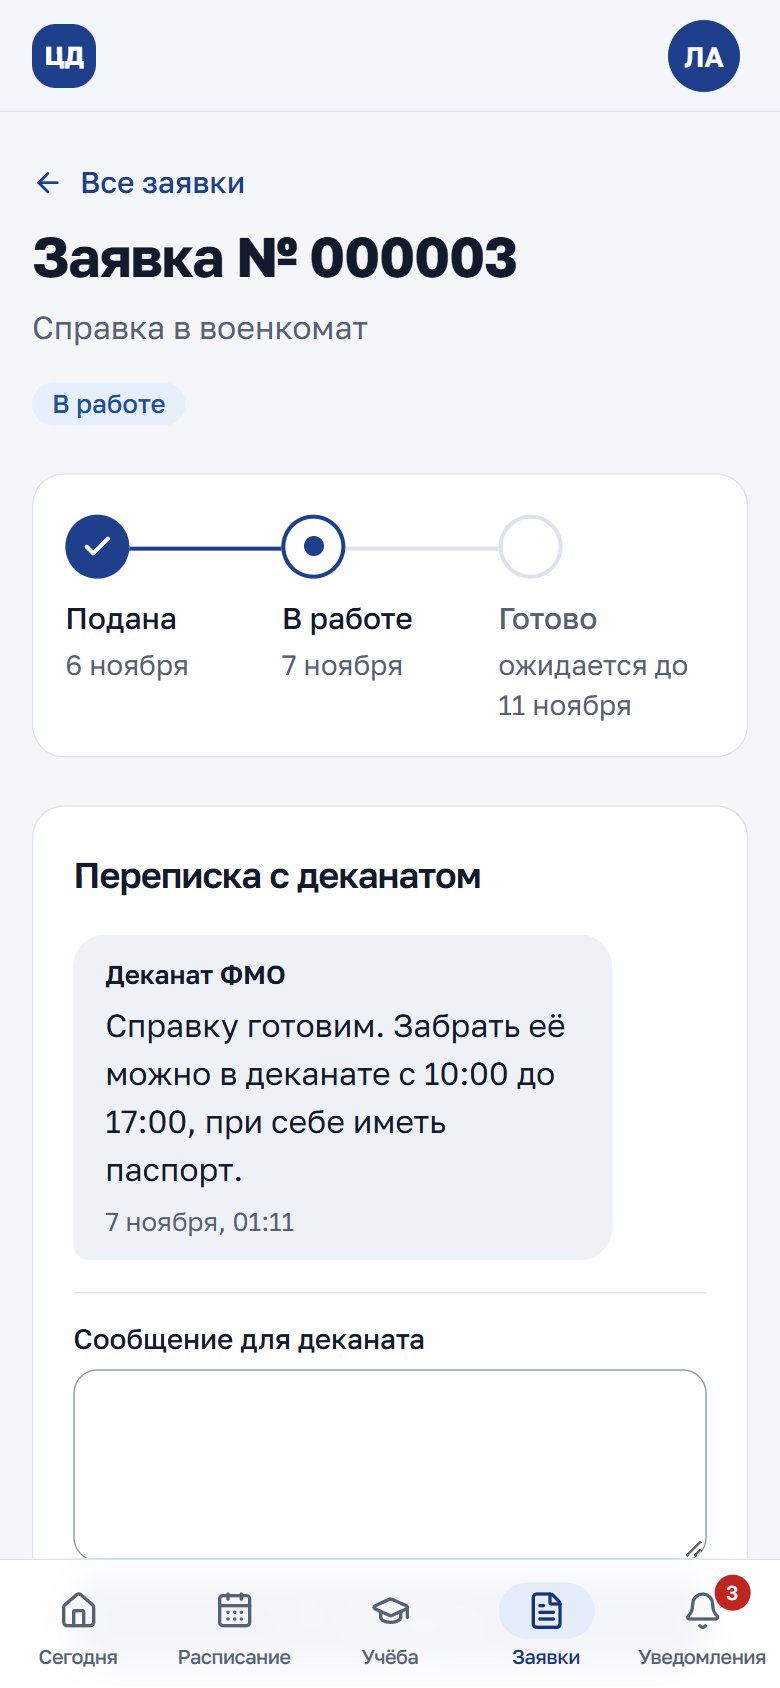 ЦД
ЛА
Все заявки
Заявка № 000003
Справка в военкомат
В работе
Подана
6 ноября
В работе
7 ноября
Готово
ожидается до
11 ноября
Переписка с деканатом
Деканат ФМО
Справку готовим. Забрать её
можно в деканате с 10:00 до
17:00, при себе иметь
паспорт.
7 ноября, 01:11
Сообщение для деканата
3
Сегодня
Расписание
Учёба
Заявки
Уведомления